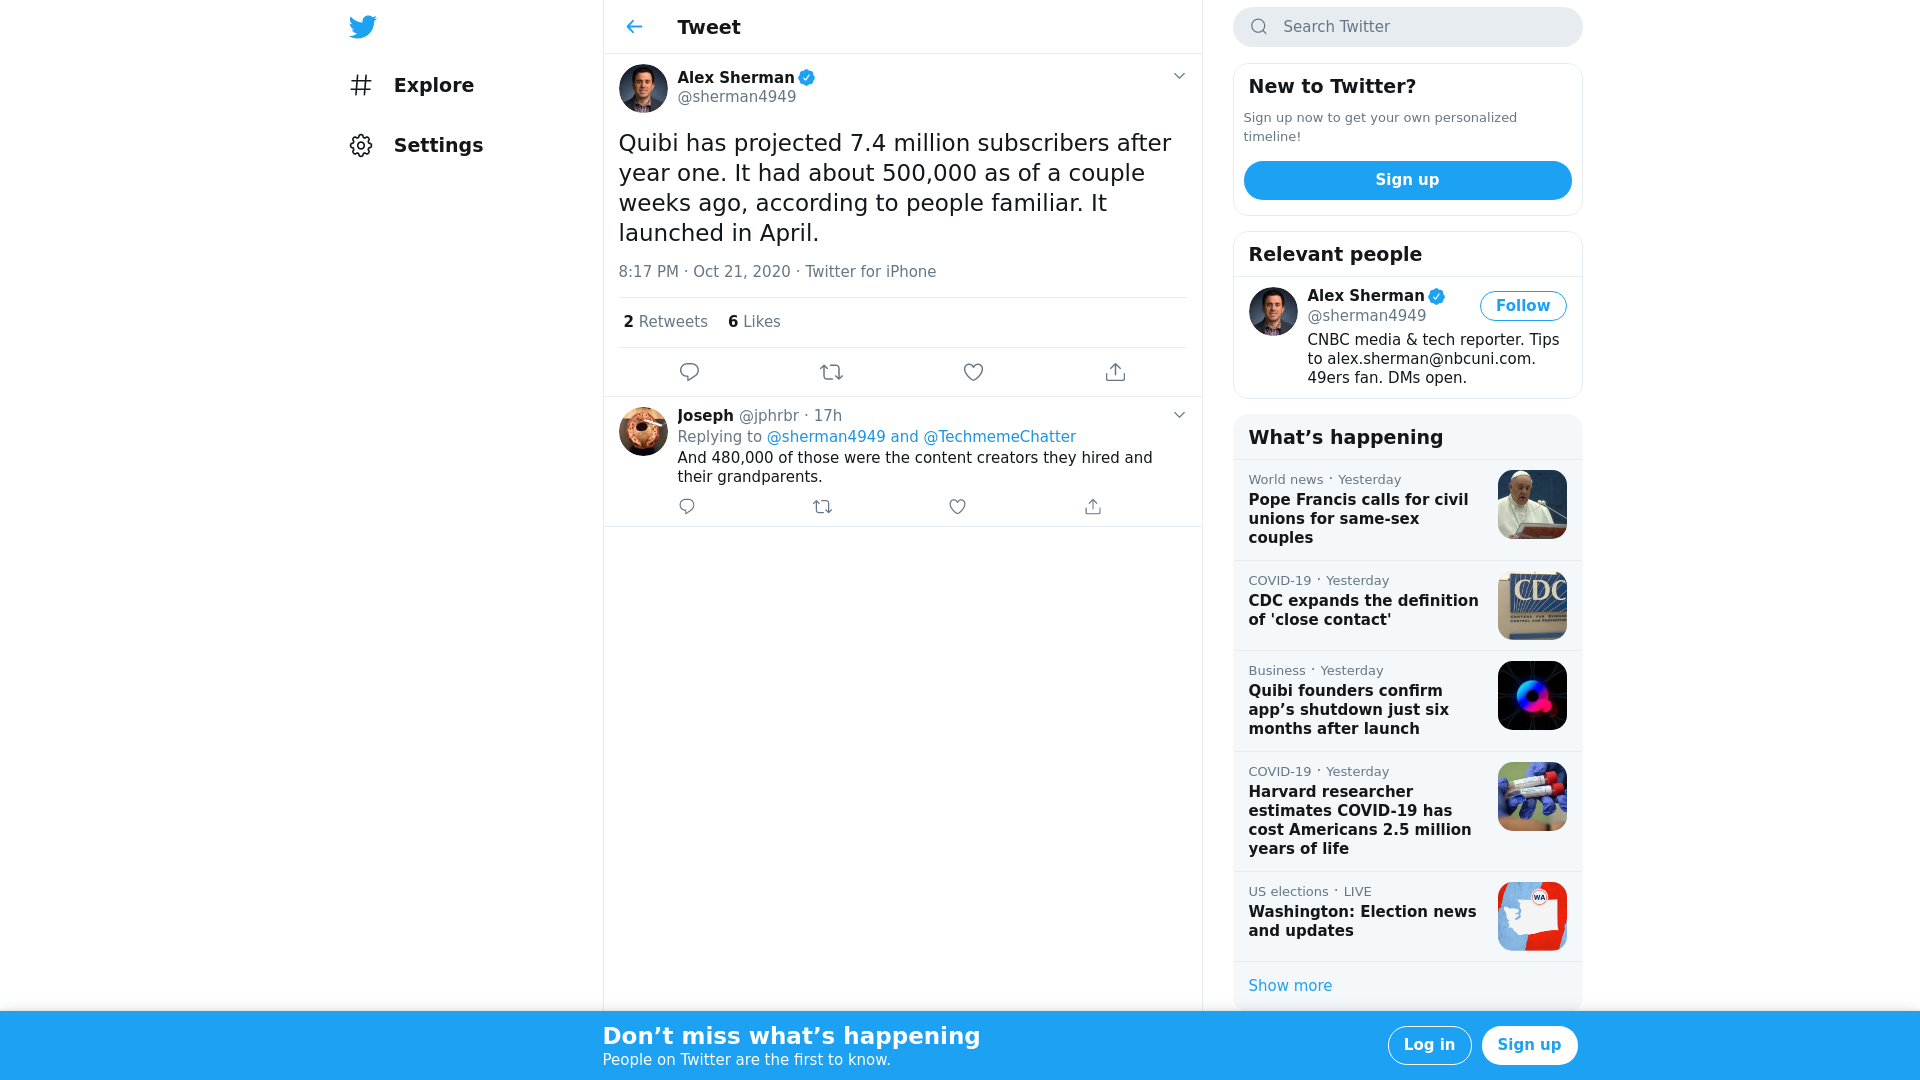 Explore
Settings
Tweet
Alex Sherman
@sherman4949
Quibi has projected 7.4 million subscribers after
year one. It had about 500,000 as of a couple
weeks ago, according to people familiar. It
launched in April.
8:17 PM · Oct 21, 2020 · Twitter for iPhone
2 Retweets 6 Likes
Joseph @jphrbr · 17h
Replying to @sherman4949 and @TechmemeChatter
And 480,000 of those were the content creators they hired and
their grandparents.
Search Twitter
New to Twitter?
Sign up now to get your own personalized
timeline!
Sign up
Relevant people
Alex Sherman
@sherman4949
Follow
CNBC media & tech reporter. Tips
to alex.sherman@nbcuni.com.
49ers fan. DMs open.
What’s happening
World news · Yesterday
Pope Francis calls for civil
unions for same-sex
couples
COVID-19 · Yesterday
CDC expands the definition
of 'close contact'
CDC
Business · Yesterday
Quibi founders confirm
app’s shutdown just six
months after launch
COVID-19 · Yesterday
Harvard researcher
estimates COVID-19 has
cost Americans 2.5 million
years of life
US elections · LIVE
Washington: Election news
and updates
WA
Show more
Don’t miss what’s happening
People on Twitter are the first to know.
Log in
Sign up